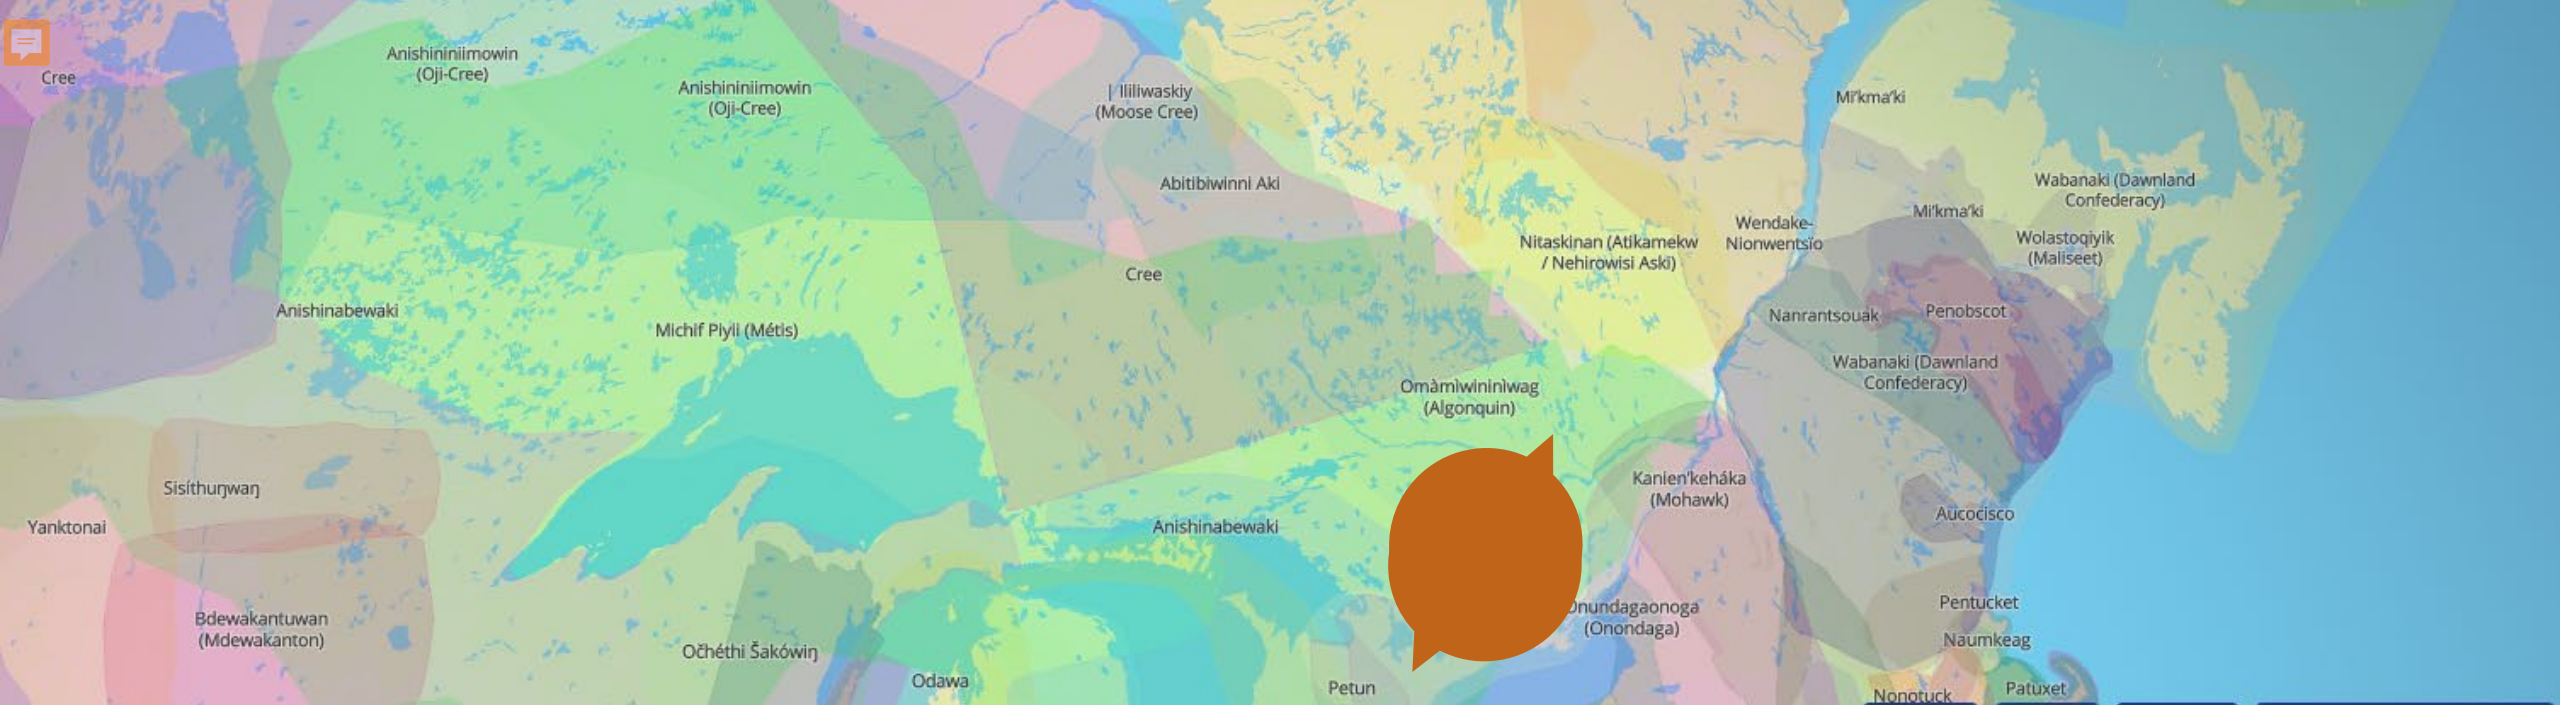 Anishininiimowin
(Oji-Cree)
Cree
Anishininiimowin
(Oji-Cree)
| Ililiwaskiy
(Moose Cree)
Mi'kma'ki
Abitibiwinni Aki
Wabanaki (Dawnland
Confederacy)
Mi'kma'ki
Wendake-
Nionwentsïo
Nitaskinan (Atikamekw
/ Nehirowisi Aski)
Wolastoqiyik
(Maliseet)
Cree
Anishinabewaki
Nanrantsouak
Penobscot
Michif Piyii (Métis)
Wabanaki (Dawnland
Confederacy)
Omàmìwininìwag
(Algonquin)
Sisíthuŋwaŋ
Kanien'kehá:ka
(Mohawk)
Yanktonai
Anishinabewaki
Aucocisco
Bdewakantuwan
(Mdewakanton)
Onundagaonoga
(Onondaga)
Pentucket
Naumkeag
Očhéthi Šakówiŋ
Odawa
Petun
Patuxet
Nonotuck